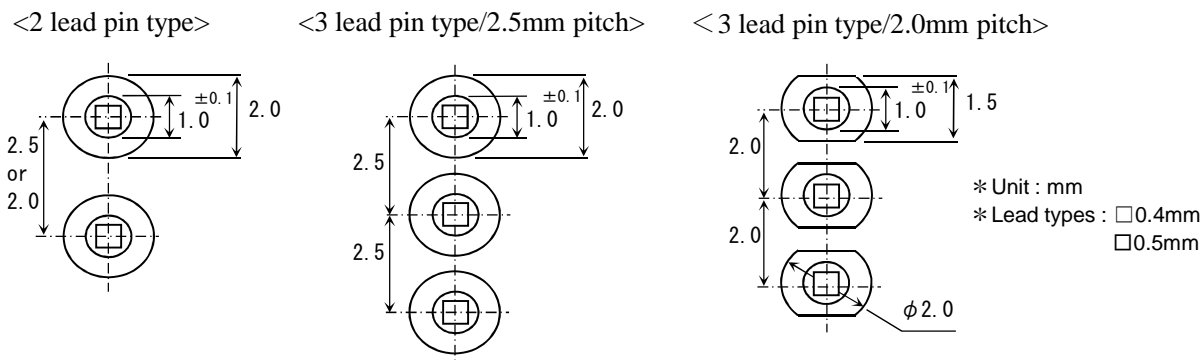 <2 lead pin type>
<3 lead pin type/2.5mm pitch>
＜3 lead pin type/2.0mm pitch>
2.5
or
2.0
1.0
±0.1
2.0
2.5
2.5
1.0
±0.1
2.0
2.0
2.0
1.0
±0.1
1.5
φ2.0
＊Unit : mm
＊Lead types : □0.4mm
□0.5mm